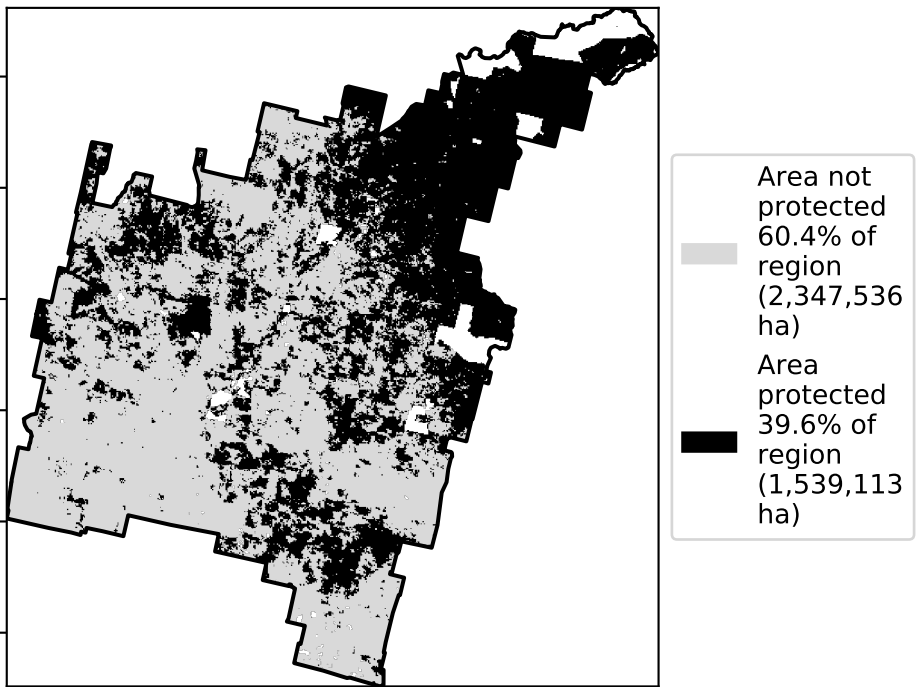 Area not
protected
60.4% of
region
(2,347,536
ha)
Area
protected
39.6% of
region
(1,539,113
ha)